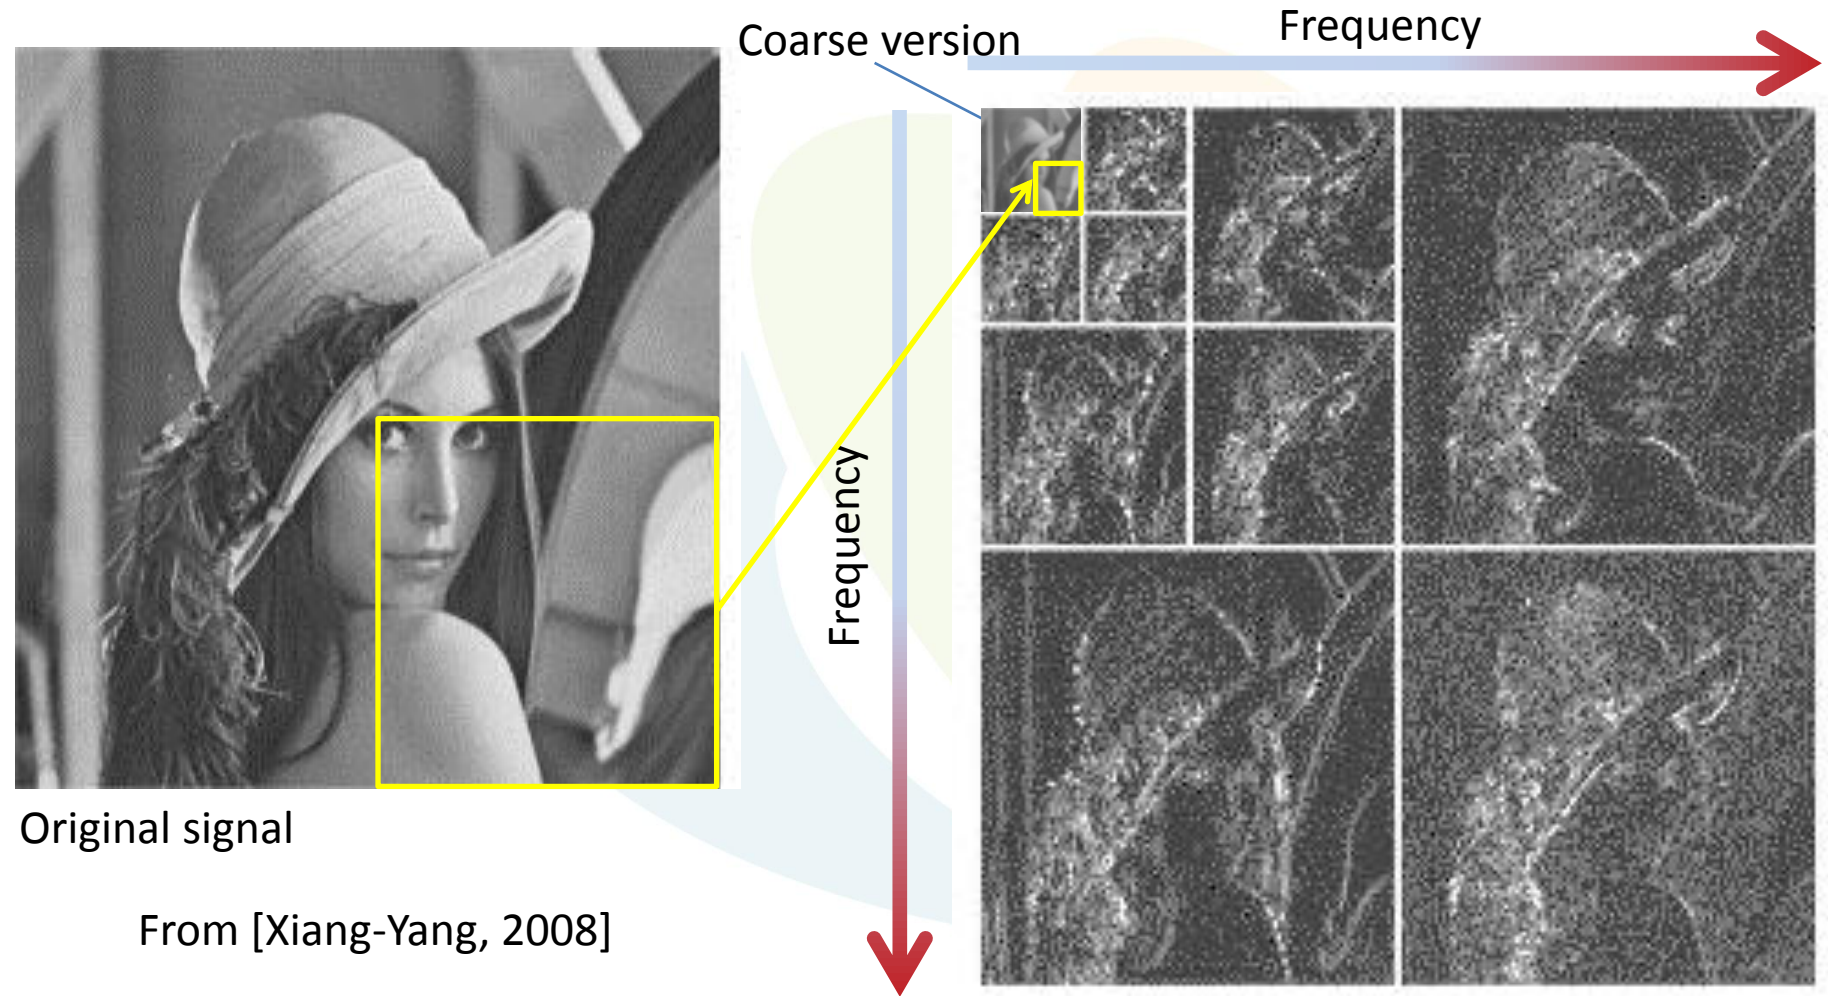 Coarse version
Frequency
Frequency
Original signal
From [Xiang-Yang, 2008]